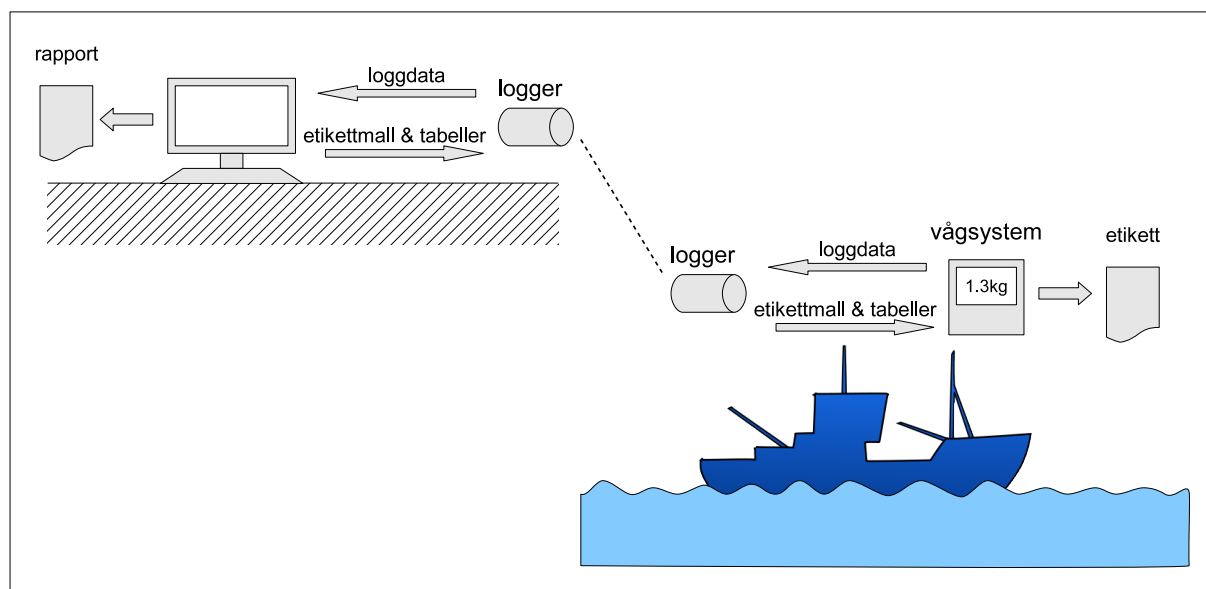 rapport
loggdata
logger
etikettmall & tabeller
logger
loggdata
vågsystem
etikett
1.3kg
etikettmall & tabeller